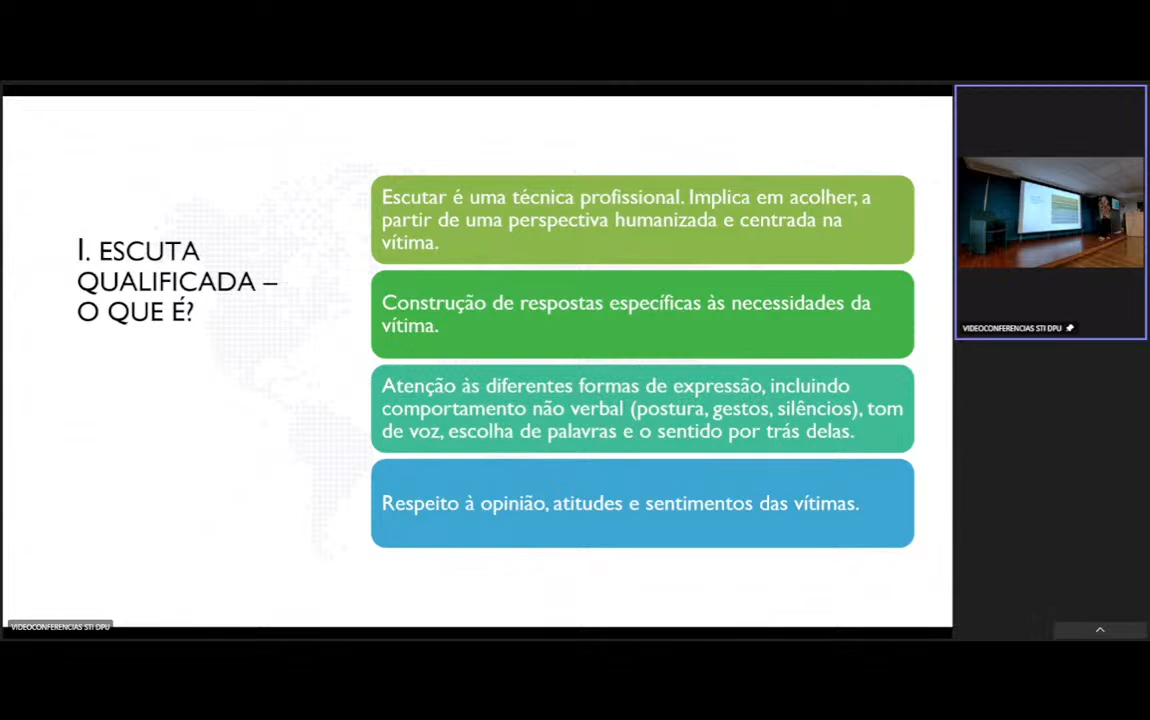 I. ESCUTA
QUALIFICADA –
O QUE É?
Escutar é uma técnica profissional. Implica em acolher, a
partir de uma perspectiva humanizada e centrada na
vítima.
Construção de respostas específicas às necessidades da
vítima.
Atenção às diferentes formas de expressão, incluindo
comportamento não verbal (postura, gestos, silêncios), tom
de voz, escolha de palavras e o sentido por trás delas.
Respeito à opinião, atitudes e sentimentos das vítimas.
VIDEOCONFERENCIAS STI DPU
VIDEOCONFERENCIAS STI DPU